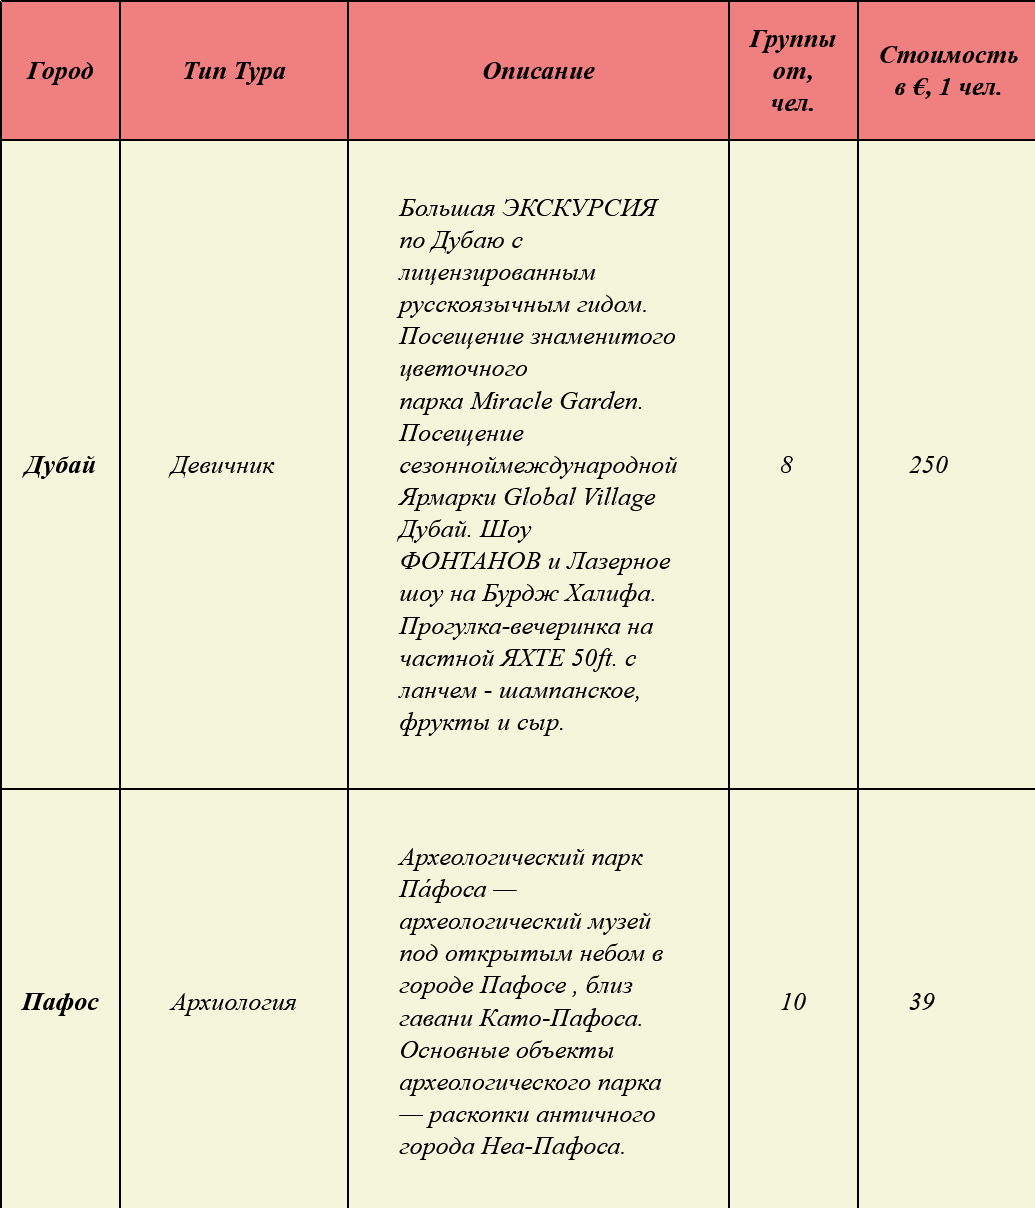 Город
Тип Тура
Описание
Группы
от,
чел.
Стоимость
в €, 1 чел.
Дубай
Девичник
Большая ЭКСКУРСИЯ
по Дубаю с
лицензированным
русскоязычным гидом.
Посещение знаменитого
цветочного
парка Miracle Garden.
Посещение
сезонноймеждународной
Ярмарки Global Village
Дубай. Шоу
ФОНТАНОВ и Лазерное
шоу на Бурдж Халифа.
Прогулка-вечеринка на
частной ЯХТЕ 50ft. с
ланчем - шампанское,
фрукты и сыр.
8
250
Пафос
Архиология
Археологический парк
Па́фоса —
археологический музей
под открытым небом в
городе Пафосе , близ
гавани Като-Пафоса.
Основные объекты
археологического парка
— раскопки античного
города Неа-Пафоса.
10
39